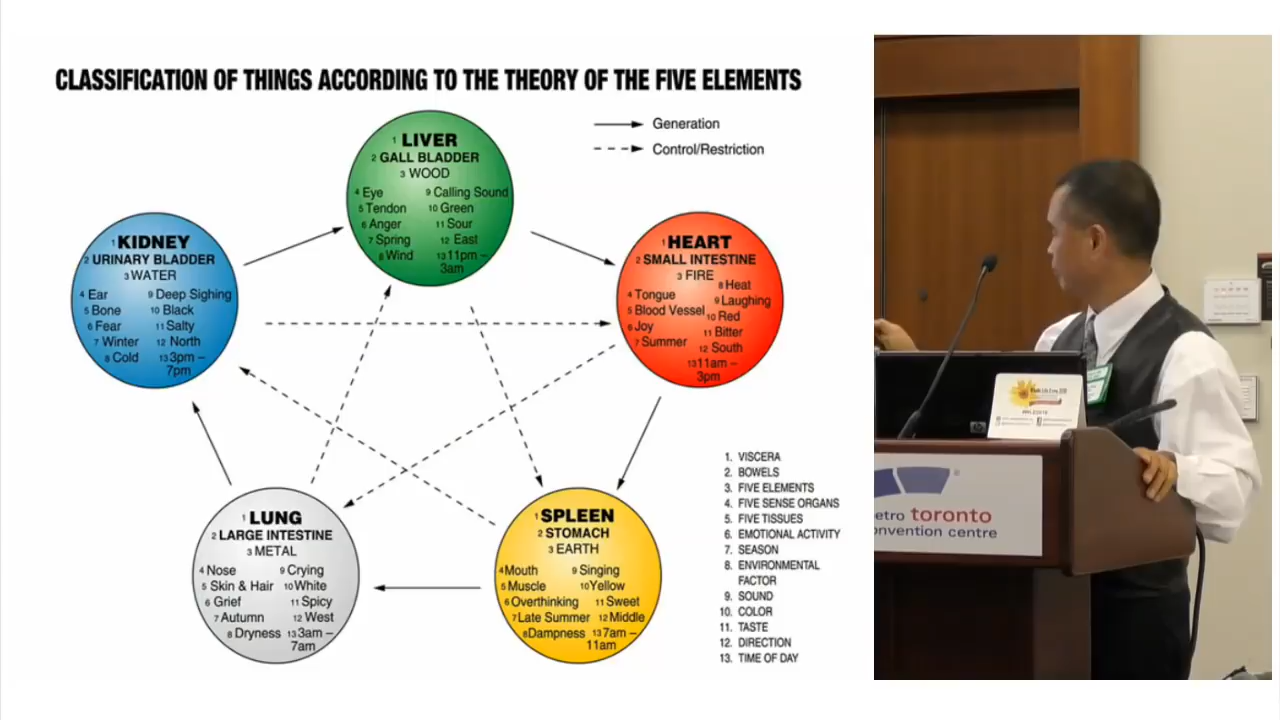 CLASSIFICATION OF THINGS ACCORDING TO THE THEORY OF THE FIVE ELEMENTS
Generation
Control/Restriction
1 LIVER
2 GALL BLADDER
3 WOOD
4 Eye
5 Tendon
6 Anger
7 Spring
8 Wind
9 Calling Sound
10 Green
11 Sour
12 East
13 11pm –
3am
1 KIDNEY
2 URINARY BLADDER
3 WATER
4 Ear
5 Bone
6 Fear
7 Winter
8 Cold
9 Deep Sighing
10 Black
11 Salty
12 North
13 3pm –
7pm
1 HEART
2 SMALL INTESTINE
3 FIRE
4 Tongue
5 Blood Vessel
6 Joy
7 Summer
8 Heat
9 Laughing
10 Red
11 Bitter
12 South
13 11am –
3pm
1 LUNG
2 LARGE INTESTINE
3 METAL
4 Nose
5 Skin & Hair
6 Grief
7 Autumn
8 Dryness
9 Crying
10 White
11 Spicy
12 West
13 3am –
7am
1 SPLEEN
2 STOMACH
3 EARTH
4 Mouth
5 Muscle
6 Overthinking
7 Late Summer
8 Dampness
9 Singing
10 Yellow
11 Sweet
12 Middle
13 7am –
11am
1. VISCERA
2. BOWELS
3. FIVE ELEMENTS
4. FIVE SENSE ORGANS
5. FIVE TISSUES
6. EMOTIONAL ACTIVITY
7. SEASON
8. ENVIRONMENTAL
FACTOR
9. SOUND
10. COLOR
11. TASTE
12. DIRECTION
13. TIME OF DAY
hp
etro toronto
onvention centre